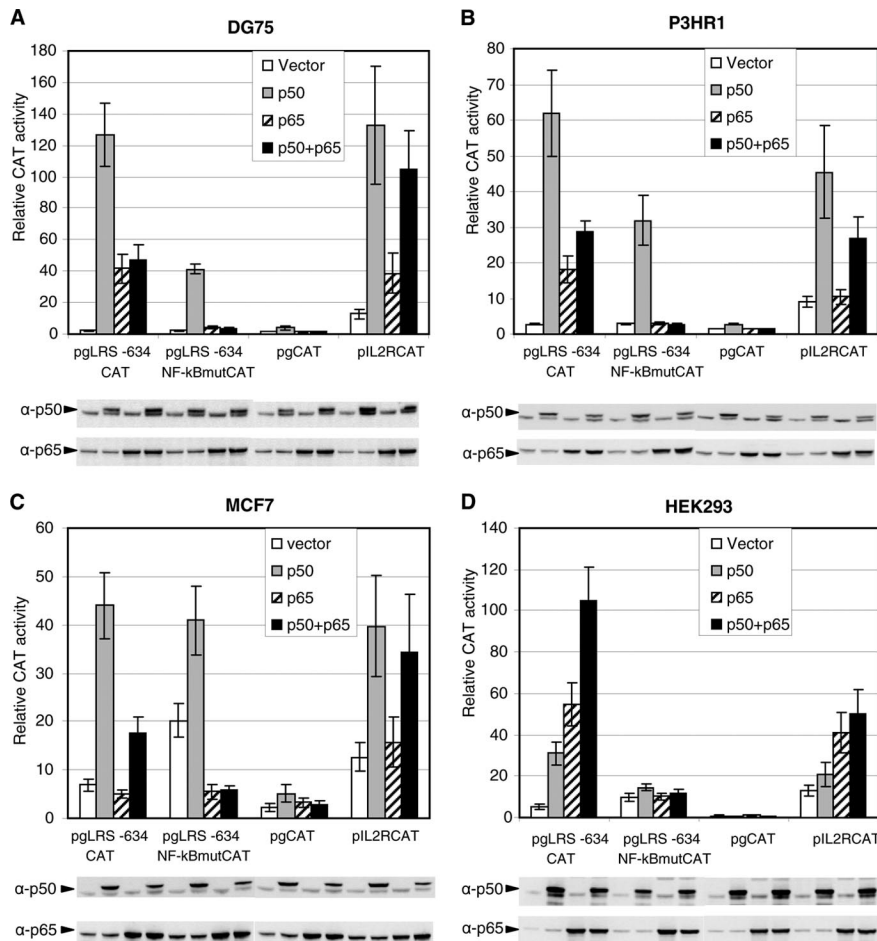 A
DG75
Relative CAT activity
180
160
140
120
100
80
60
40
20
0
Vector
p50
p65
p50+p65
pgLRS -634 pgLRS -634 pgCAT pIL2RCAT
CAT NF-kBmutCAT
α-p50
α-p65
B
P3HR1
Relative CAT activity
80
70
60
50
40
30
20
10
0
Vector
p50
p65
p50+p65
pgLRS -634 pgLRS -634 pgCAT pIL2RCAT
CAT NF-kBmutCAT
α-p50
α-p65
C
MCF7
Relative CAT activity
60
50
40
30
20
10
0
vector
p50
p65
p50+p65
pgLRS -634 pgLRS -634 pgCAT pIL2RCAT
CAT NF-kBmutCAT
α-p50
α-p65
D
HEK293
Relative CAT activity
140
120
100
80
60
40
20
0
Vector
p50
p65
p50+p65
pgLRS -634 pgLRS -634 pgCAT pIL2RCAT
CAT NF-kBmutCAT
α-p50
α-p65